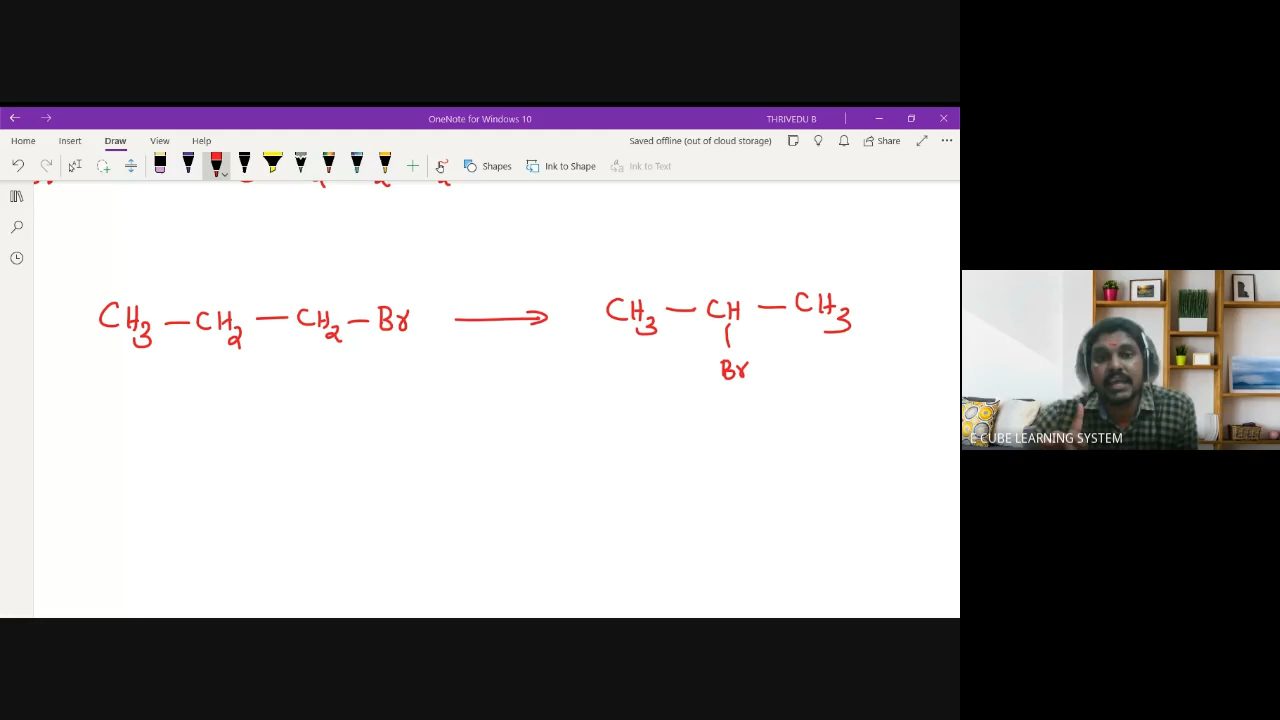 OneNote for Windows 10
THRIVEDU B
Home Insert Draw View Help
Saved offline (out of cloud storage)
Share
Shapes Ink to Shape Ink to Text
CH3 — CH2 — CH2 — Br ⟶ CH3 — CH — CH3
Br
E CUBE LEARNING SYSTEM